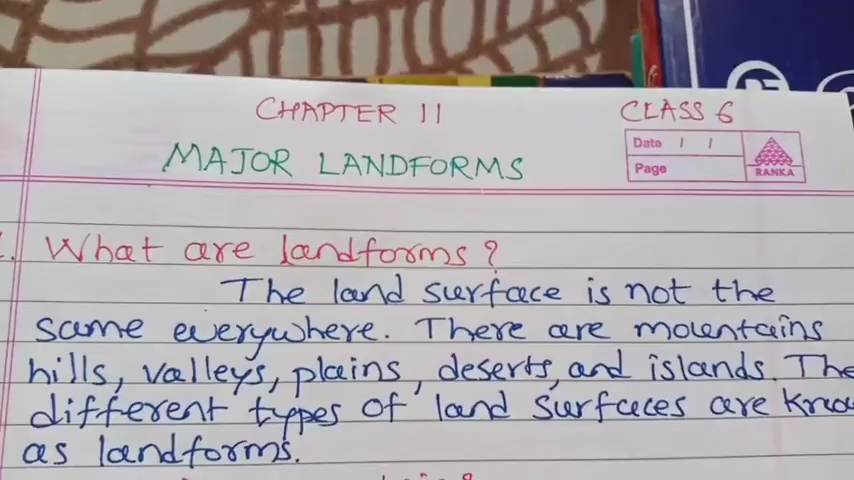 CHAPTER 11
CLASS 6
MAJOR LANDFORMS
Date / /
Page
RANKA
What are landforms?
The land surface is not the
same everywhere. There are mountains
hills, valleys, plains, deserts, and islands. The
different types of land surfaces are know
as landforms.